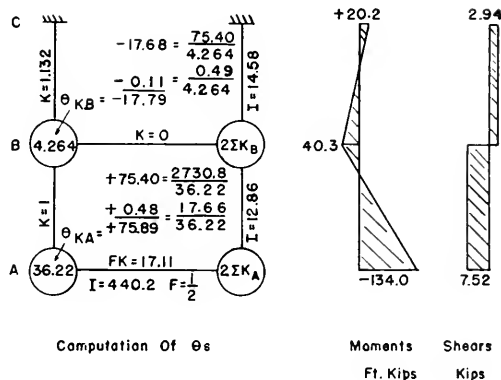 C
+20.2
2.94
K=1.132
-17.68 = 75.40 / 4.264
- 0.11 = 0.49 / 4.264
-17.79
I=14.58
θKB
B
4.264
K=0
2ΣKB
40.3
+75.40 = 2730.8 / 36.22
+ 0.48 = 17.66 / 36.22
+75.89
K=1
I=12.86
θKA=
A
36.22
FK=17.11
2ΣKA
I=440.2 F=1/2
-134.0
7.52
Computation Of θs
Moments
Shears
Ft. Kips
Kips